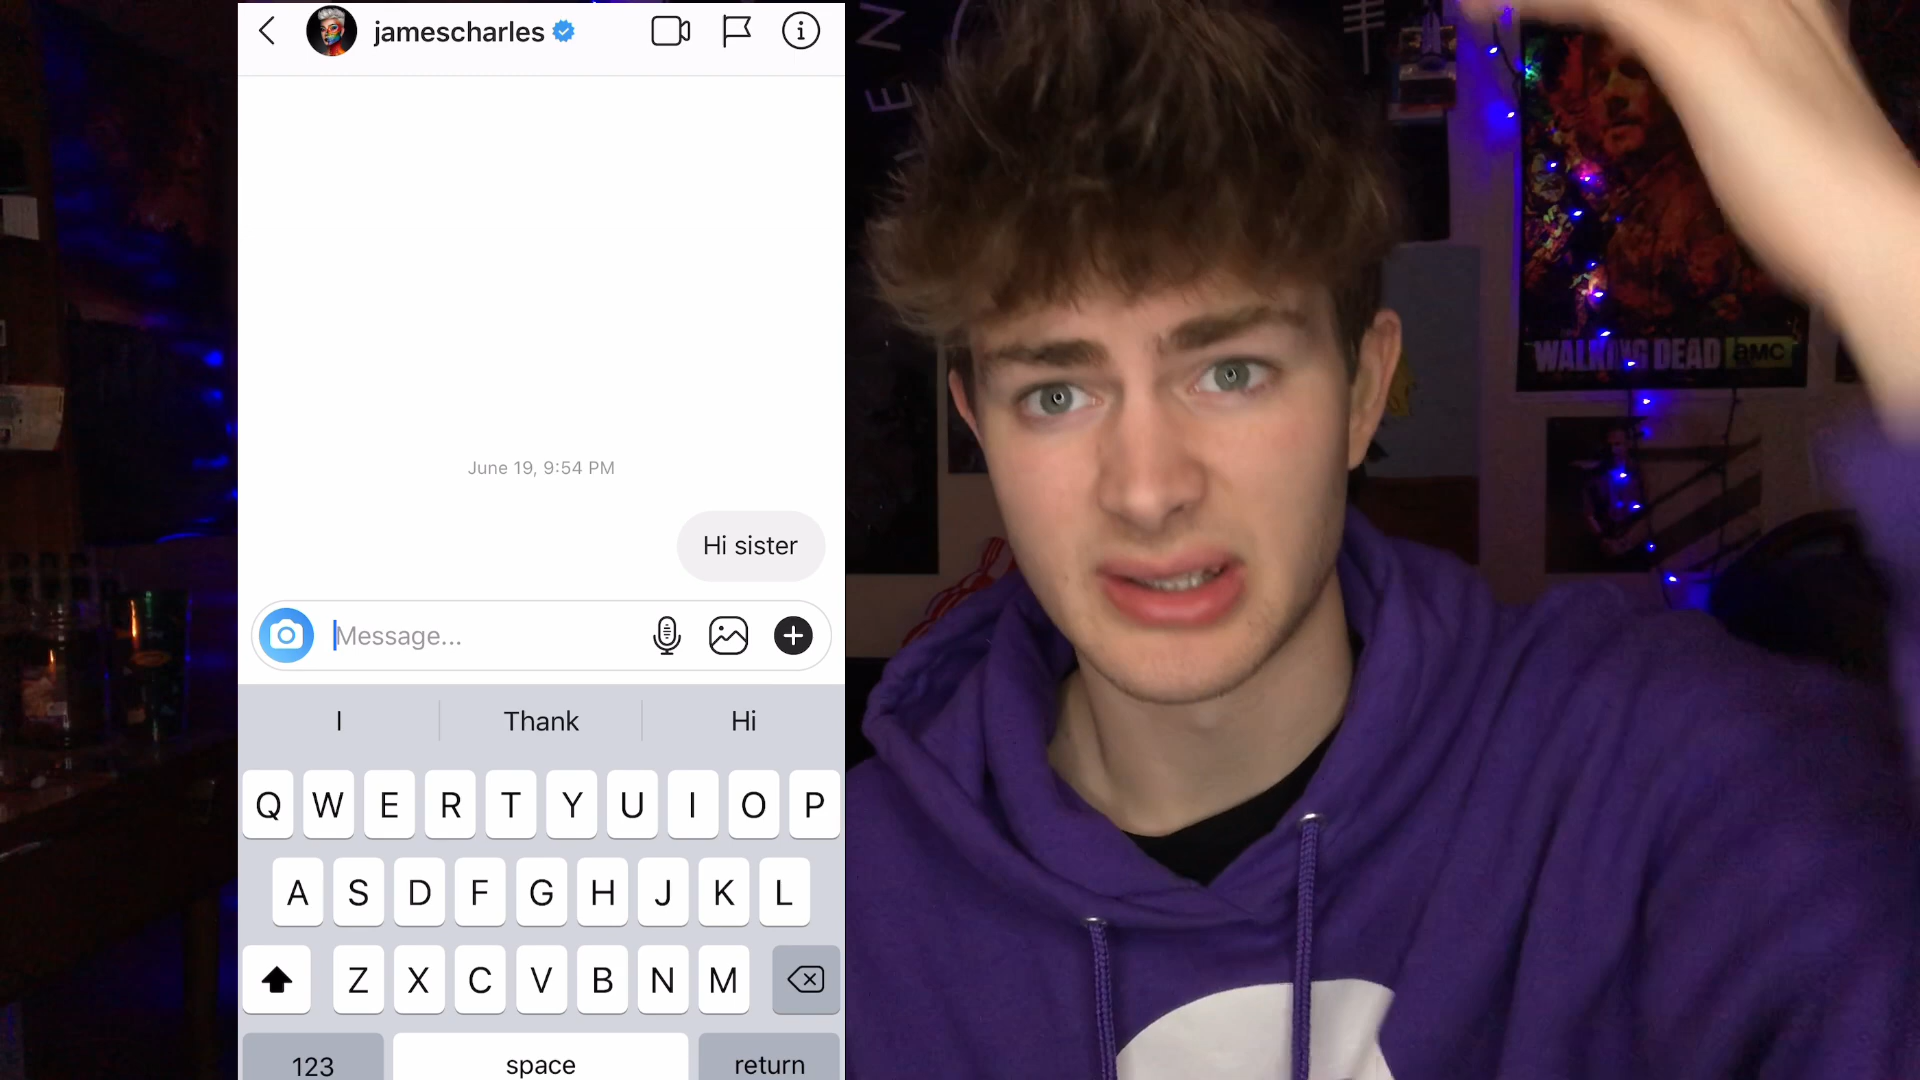 jamescharles
June 19, 9:54 PM
Hi sister
Message...
I Thank Hi
Q W E R T Y U I O P
A S D F G H J K L
Z X C V B N M
123 space return
WALKING DEAD aMC